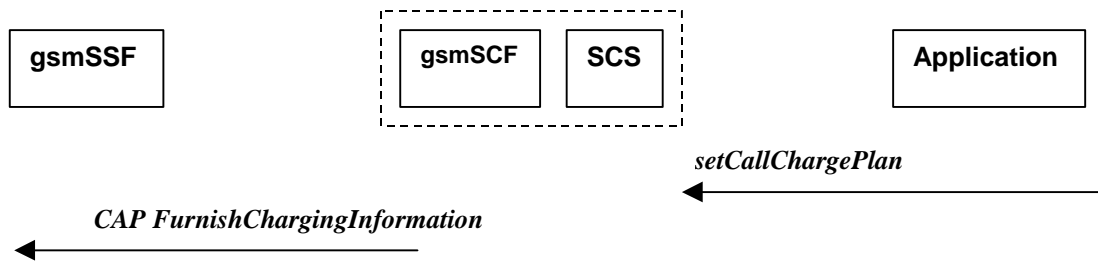 gsmSSF
gsmSCF
SCS
Application
setCallChargePlan
CAP FurnishChargingInformation